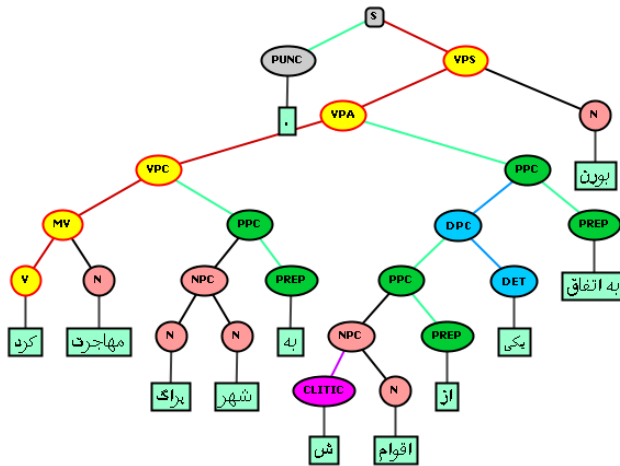 S
PUNC VPS
. VPA N
VPC PPC بورن
MV PPC DPC PREP
V N NPC PREP PPC DET به اتفاق
کرد مهاجرت N N به NPC PREP یکی
پراگ شهر CLITIC N از
ش اقوام